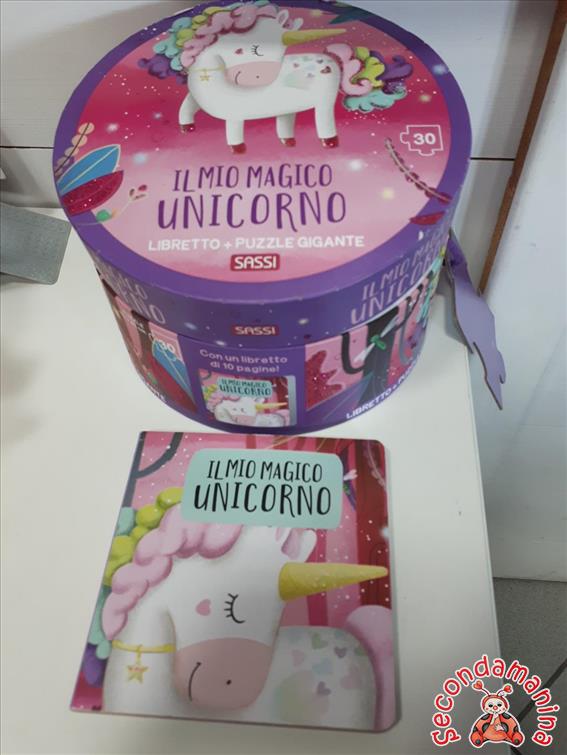 30
IL MIO MAGICO
UNICORNO
LIBRETTO + PUZZLE GIGANTE
SASSI
IL MIO MAGICO
UNICORNO
SASSI
30
Con un libretto
di 10 pagine!
IL MIO MAGICO
UNICORNO
IL MIO MAGICO
UNICORNO
Secondamanina